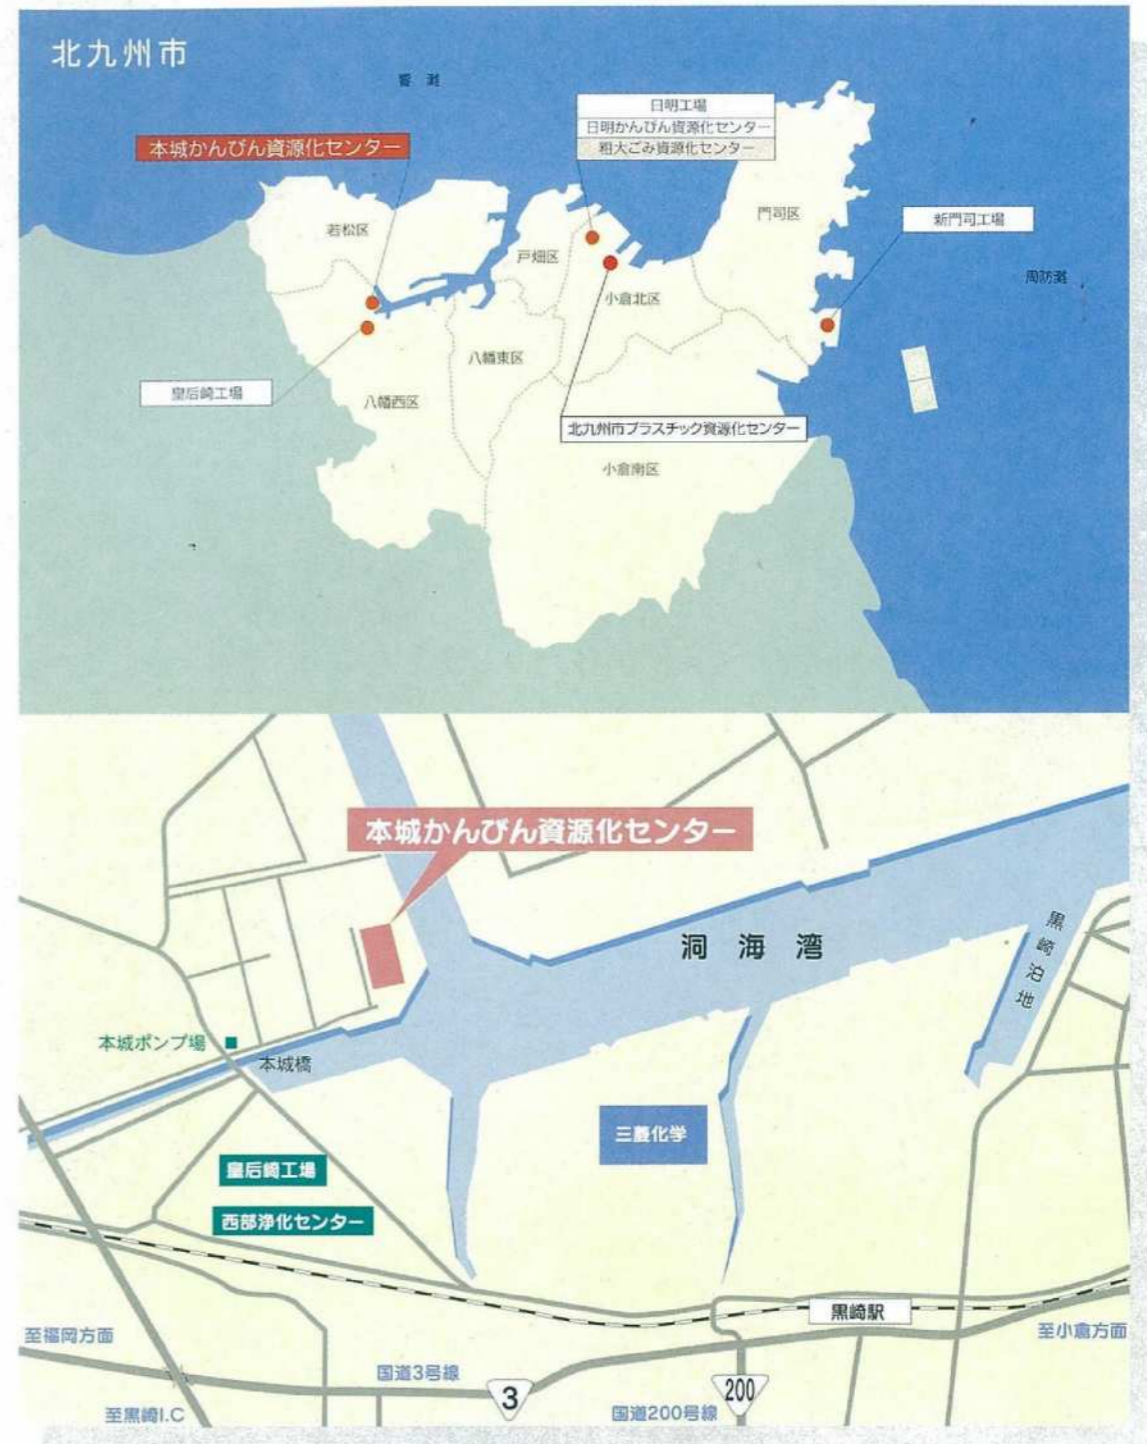 北九州市
響灘
日明工場
日明かんびん資源化センター
粗大ごみ資源化センター
本城かんびん資源化センター
門司区
新門司工場
若松区
戸畑区
周防灘
小倉北区
八幡東区
皇后崎工場
八幡西区
北九州市プラスチック資源化センター
小倉南区
本城かんびん資源化センター
洞海湾
黒崎泊地
本城ポンプ場
本城橋
三菱化学
皇后崎工場
西部浄化センター
黒崎駅
至福岡方面
至小倉方面
国道3号線
3
200
至黒崎I.C
国道200号線